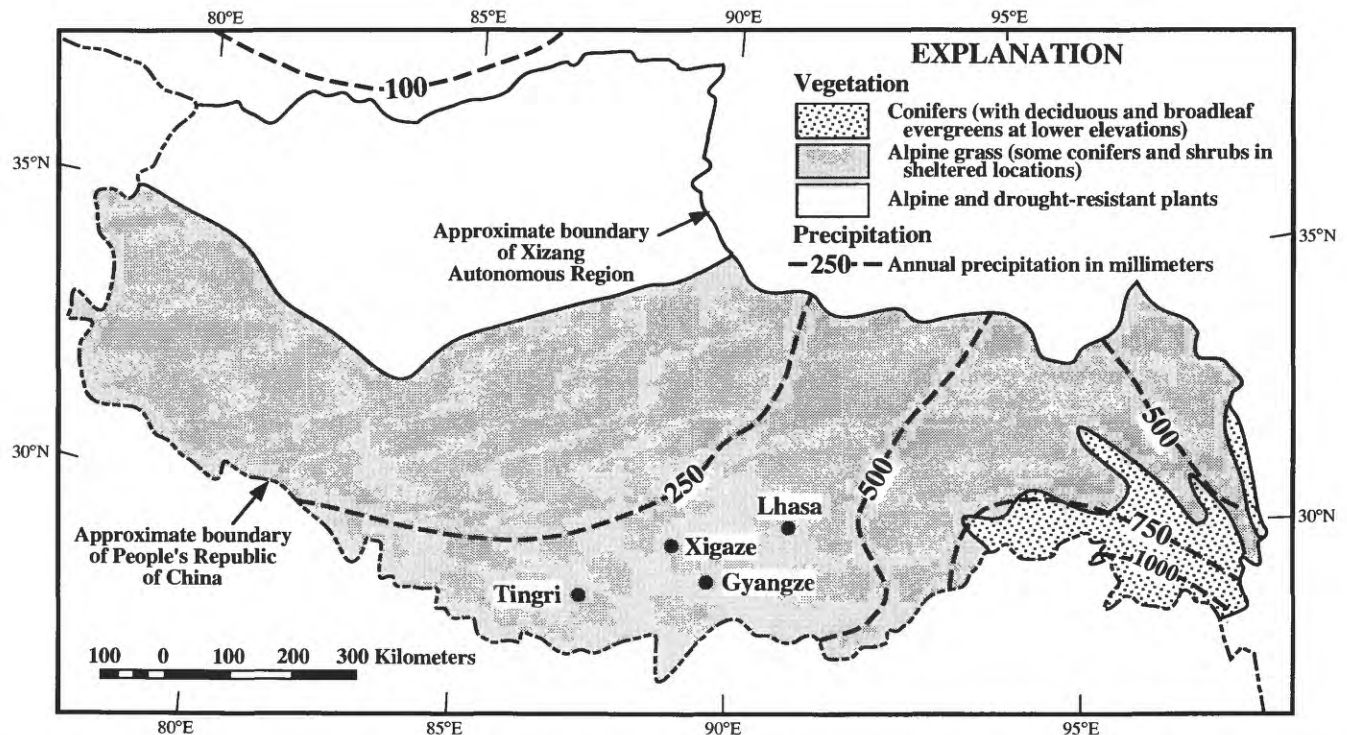 80°E
85°E
90°E
95°E
EXPLANATION
Vegetation
Conifers (with deciduous and broadleaf
evergreens at lower elevations)
Alpine grass (some conifers and shrubs in
sheltered locations)
Alpine and drought-resistant plants
Precipitation
250
Annual precipitation in millimeters
100
35°N
35°N
Approximate boundary
of Xizang
Autonomous Region
30°N
30°N
250
500
500
750
1000
Lhasa
Xigaze
Gyangze
Tingri
Approximate boundary
of People's Republic
of China
100 0 100 200 300 Kilometers
80°E
85°E
90°E
95°E